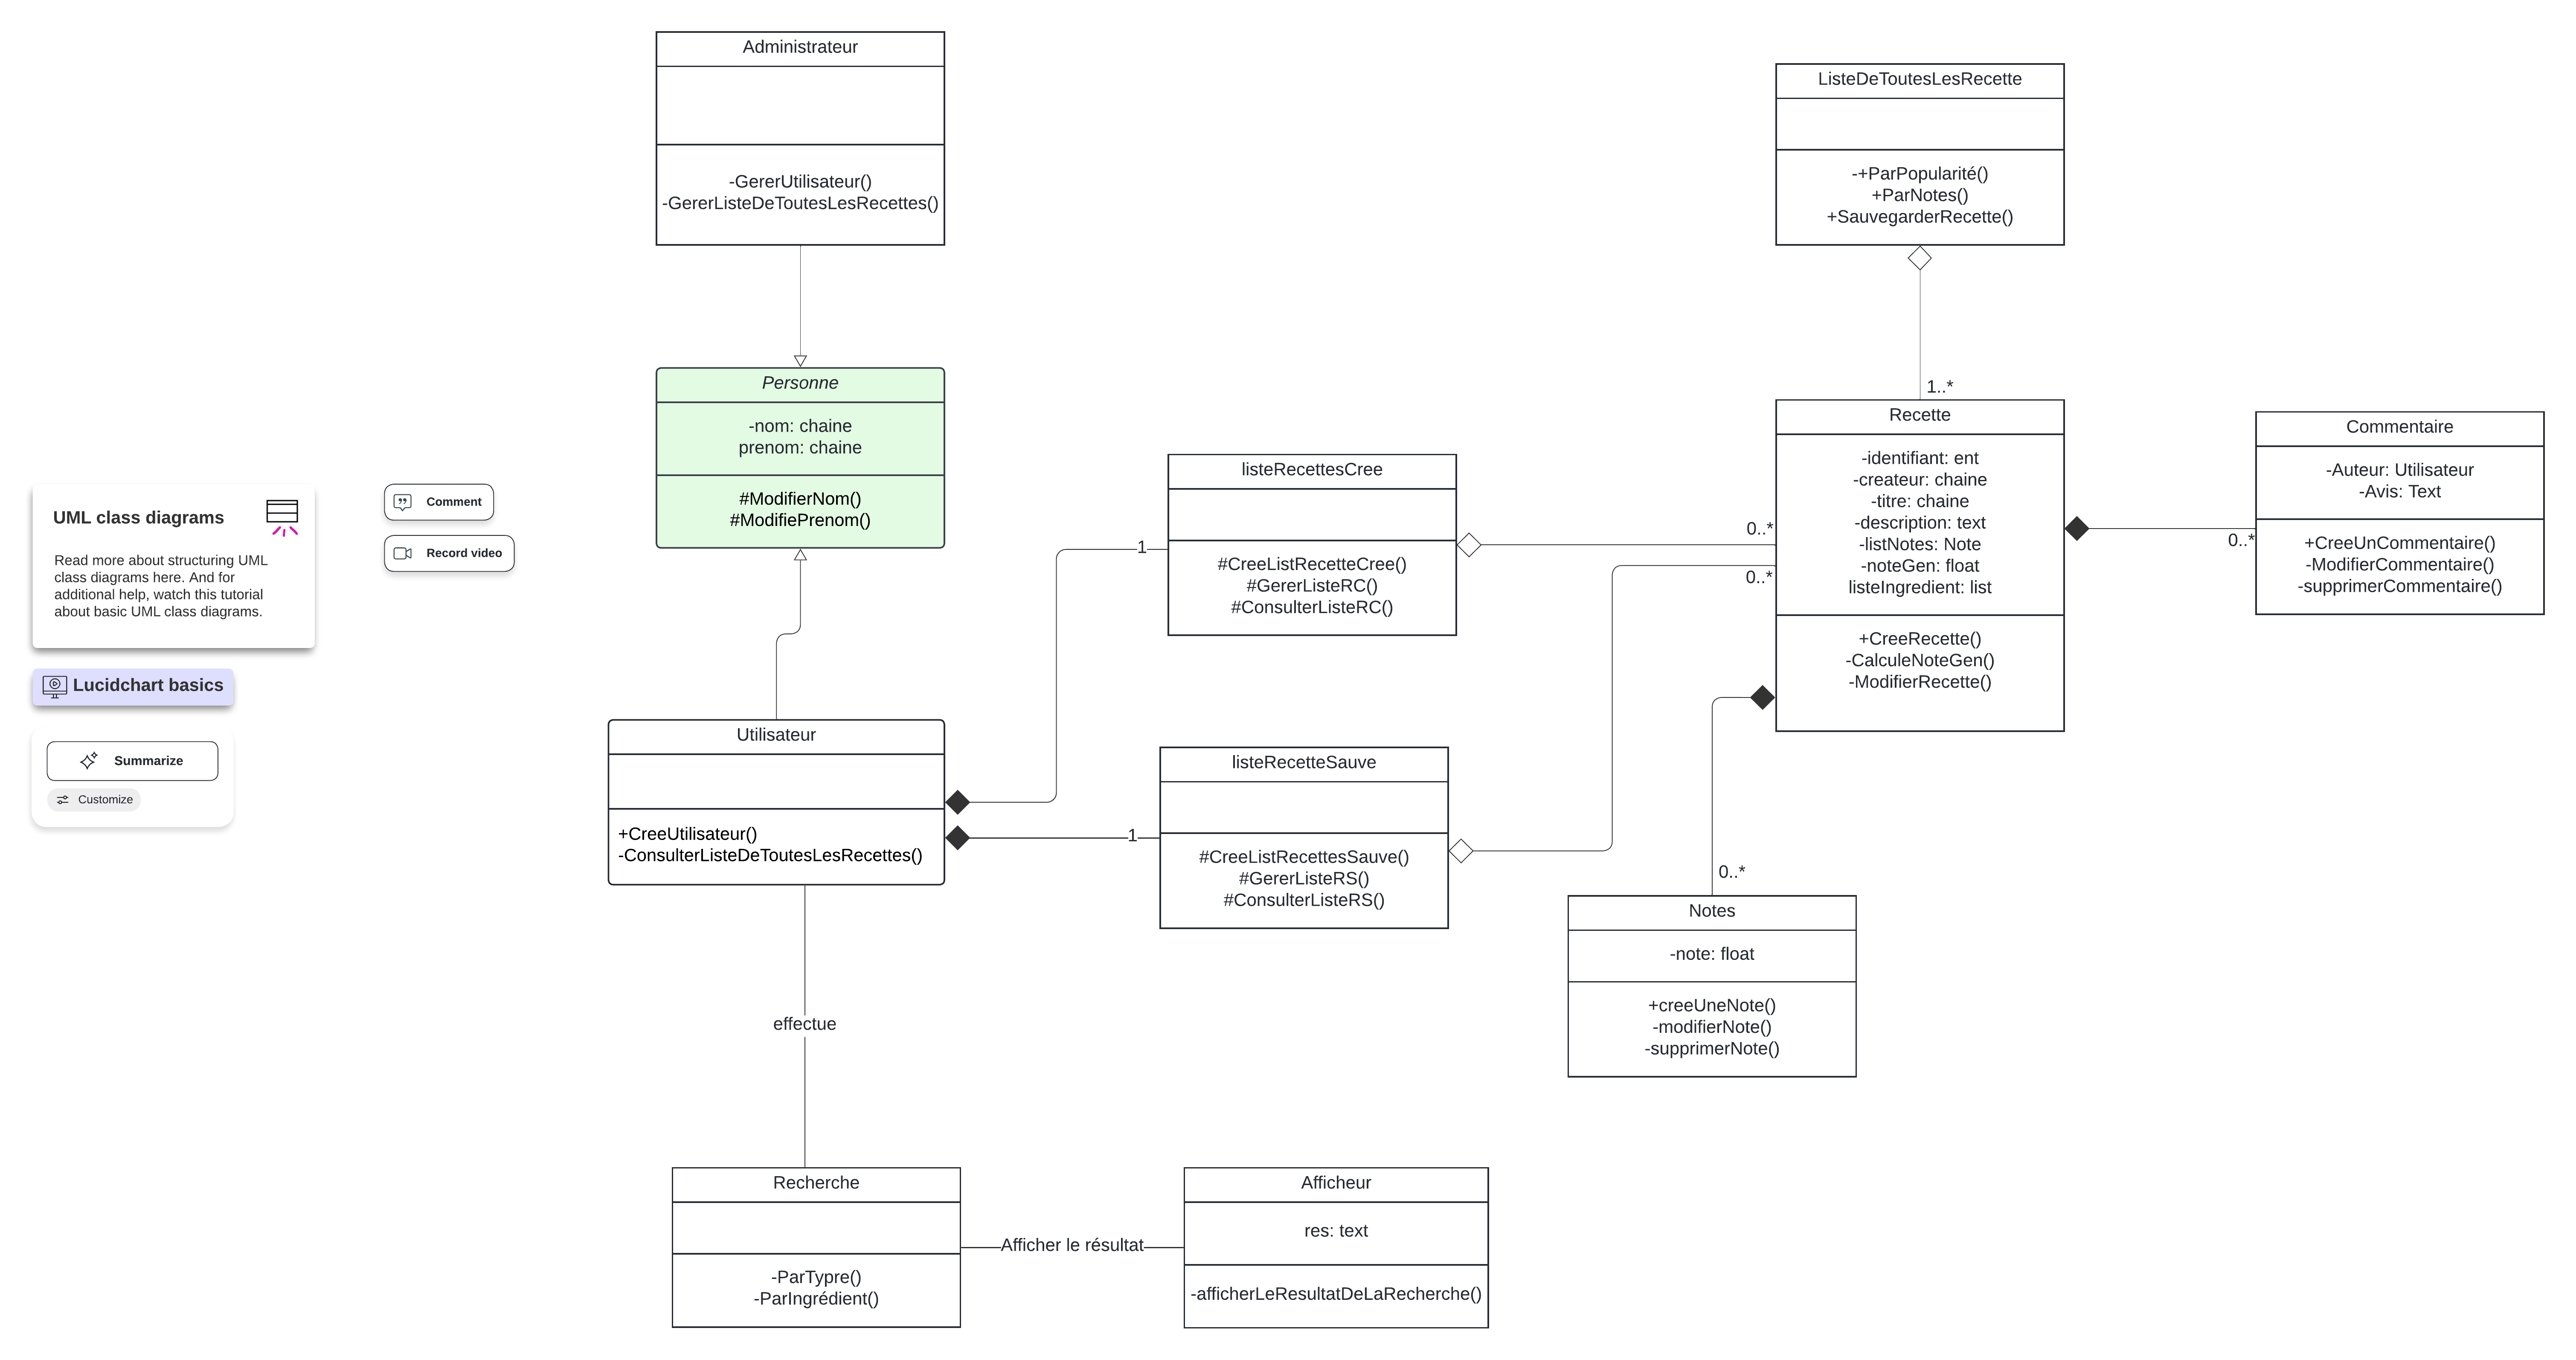 Administrateur
-GererUtilisateur()
-GererListeDeToutesLesRecettes()
ListeDeToutesLesRecette
-+ParPopularité()
+ParNotes()
+SauvegarderRecette()
1..*
Personne
-nom: chaine
prenom: chaine
#ModifierNom()
#ModifiePrenom()
Recette
-identifiant: ent
-createur: chaine
-titre: chaine
-description: text
-listNotes: Note
-noteGen: float
listeIngredient: list
+CreeRecette()
-CalculeNoteGen()
-ModifierRecette()
Commentaire
-Auteur: Utilisateur
-Avis: Text
+CreeUnCommentaire()
-ModifierCommentaire()
-supprimerCommentaire()
0..*
listeRecettesCree
#CreeListRecetteCree()
#GererListeRC()
#ConsulterListeRC()
0..*
0..*
1
UML class diagrams
Read more about structuring UML
class diagrams here. And for
additional help, watch this tutorial
about basic UML class diagrams.
Comment
Record video
Lucidchart basics
Summarize
Customize
Utilisateur
+CreeUtilisateur()
-ConsulterListeDeToutesLesRecettes()
1
listeRecetteSauve
#CreeListRecettesSauve()
#GererListeRS()
#ConsulterListeRS()
0..*
Notes
-note: float
+creeUneNote()
-modifierNote()
-supprimerNote()
effectue
Recherche
-ParTypre()
-ParIngrédient()
Afficher le résultat
Afficheur
res: text
-afficherLeResultatDeLaRecherche()